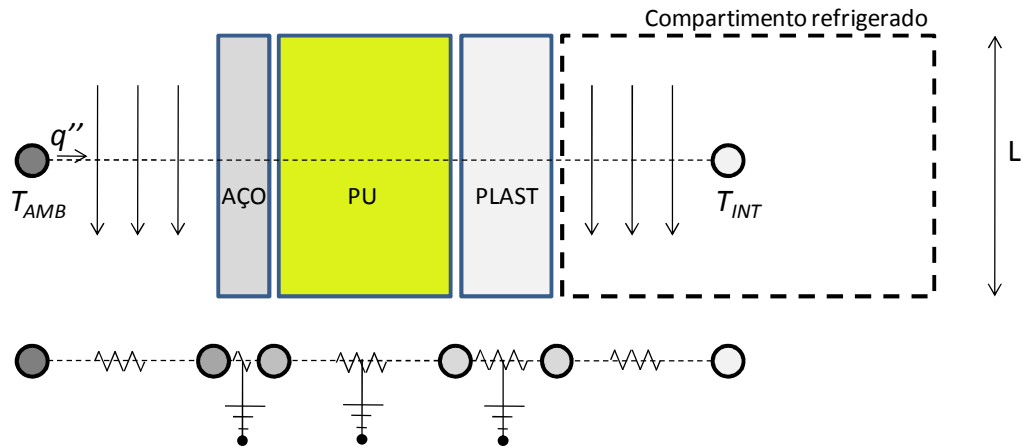 Compartimento refrigerado
q’’
T_AMB
AÇO
PU
PLAST
T_INT
L